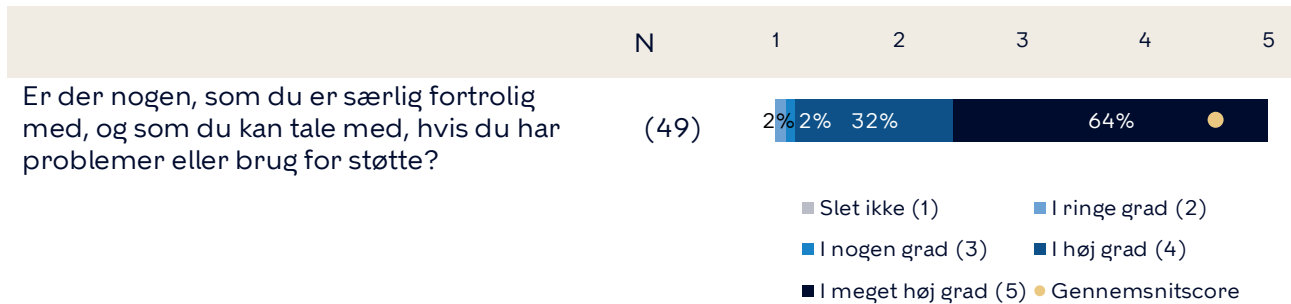 N 1 2 3 4 5
Er der nogen, som du er særlig fortrolig
med, og som du kan tale med, hvis du har
problemer eller brug for støtte?
(49)
2% 2% 32% 64%
Slet ikke (1) I ringe grad (2)
I nogen grad (3) I høj grad (4)
I meget høj grad (5) Gennemsnitscore